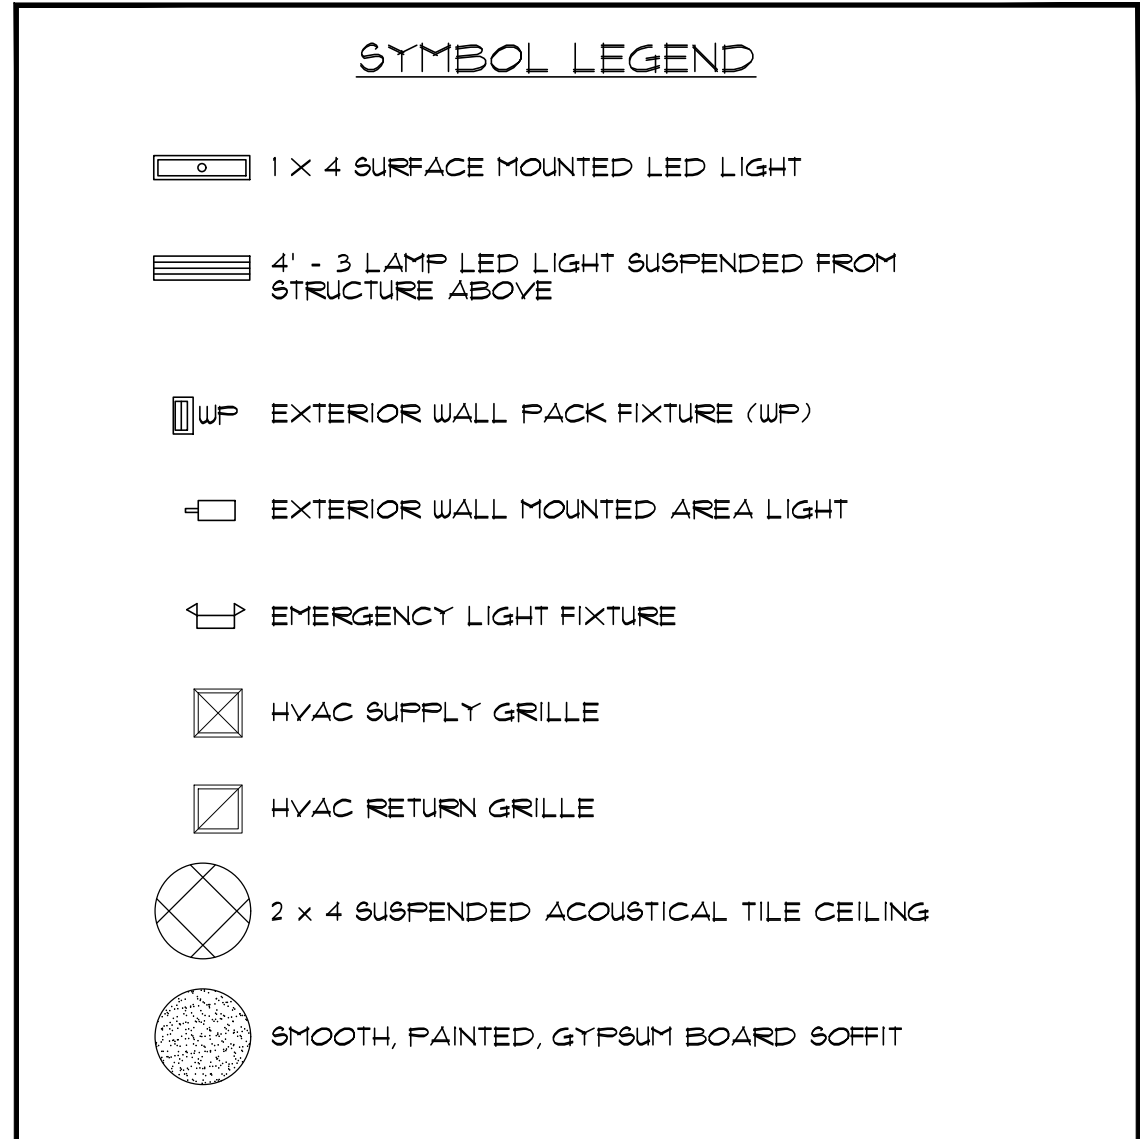 SYMBOL LEGEND
1 X 4 SURFACE MOUNTED LED LIGHT
4' - 3 LAMP LED LIGHT SUSPENDED FROM
STRUCTURE ABOVE
WP EXTERIOR WALL PACK FIXTURE (WP)
EXTERIOR WALL MOUNTED AREA LIGHT
EMERGENCY LIGHT FIXTURE
HVAC SUPPLY GRILLE
HVAC RETURN GRILLE
2 x 4 SUSPENDED ACOUSTICAL TILE CEILING
SMOOTH, PAINTED, GYPSUM BOARD SOFFIT